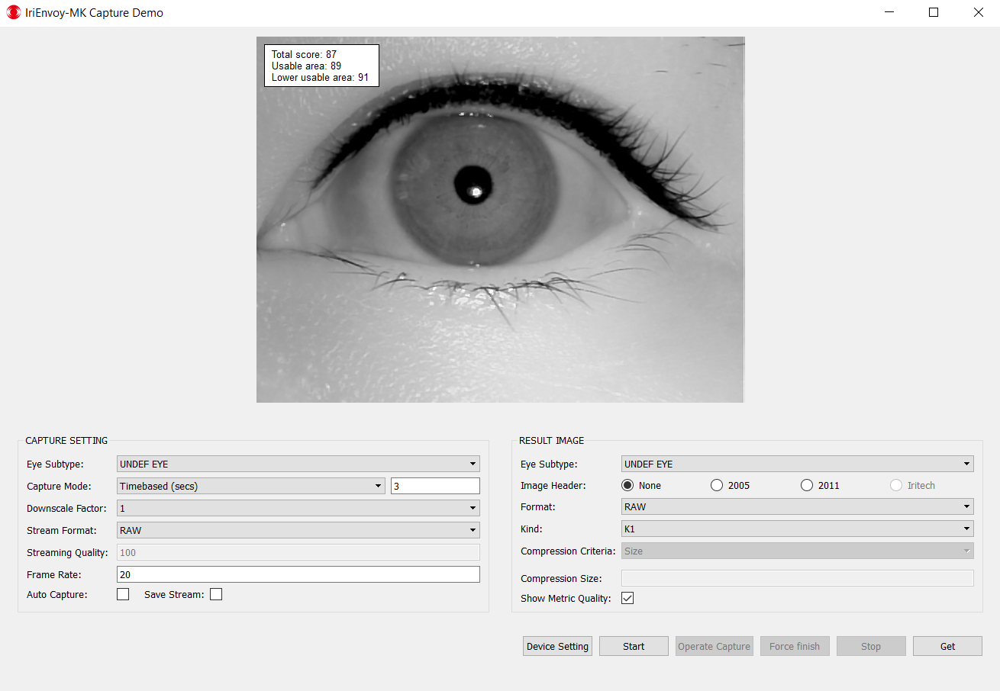 IriEnvoy-MK Capture Demo
Total score: 87
Usable area: 89
Lower usable area: 91
CAPTURE SETTING
Eye Subtype: UNDEF EYE
Capture Mode: Timebased (secs) 3
Downscale Factor: 1
Stream Format: RAW
Streaming Quality: 100
Frame Rate: 20
Auto Capture: Save Stream:
RESULT IMAGE
Eye Subtype: UNDEF EYE
Image Header: None 2005 2011 Iritech
Format: RAW
Kind: K1
Compression Criteria: Size
Compression Size:
Show Metric Quality:
Device Setting Start Operate Capture Force finish Stop Get